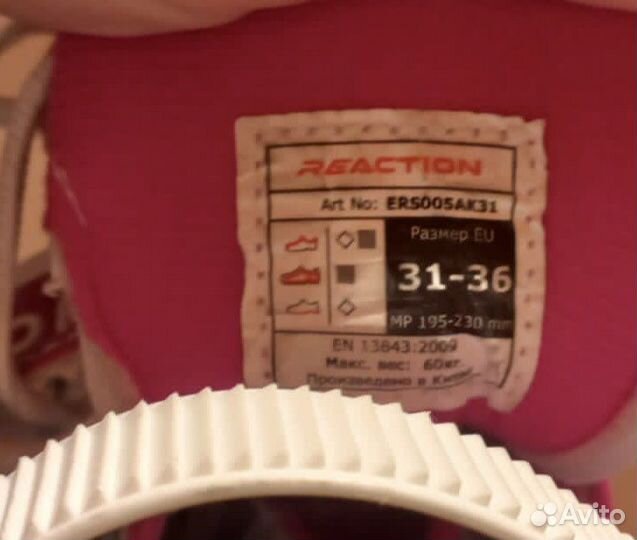 REACTION
Art No: ERS005AK31
Размер EU
31-36
MP 195-230 mm
EN 13843:2009
Макс. вес: 60кг
Произведено в Китае
Avito